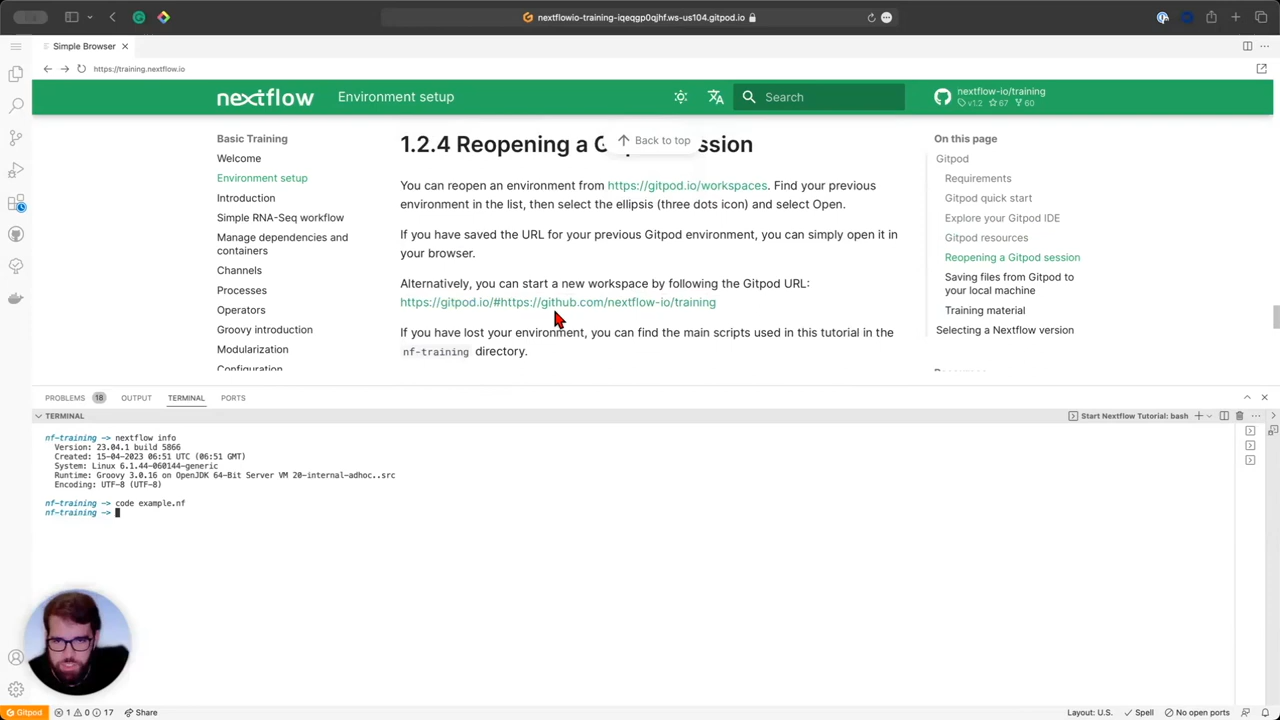 nextflowio-training-iqeqgp0qjhf.ws-us104.gitpod.io
Simple Browser
https://training.nextflow.io
nextflow
Environment setup
Search
nextflow-io/training
v1.2 67 60
Basic Training
Welcome
Environment setup
Introduction
Simple RNA-Seq workflow
Manage dependencies and
containers
Channels
Processes
Operators
Groovy introduction
Modularization
Configuration
1.2.4 Reopening a G ssion
Back to top
You can reopen an environment from https://gitpod.io/workspaces. Find your previous
environment in the list, then select the ellipsis (three dots icon) and select Open.
If you have saved the URL for your previous Gitpod environment, you can simply open it in
your browser.
Alternatively, you can start a new workspace by following the Gitpod URL:
https://gitpod.io/#https://github.com/nextflow-io/training
If you have lost your environment, you can find the main scripts used in this tutorial in the
nf-training directory.
On this page
Gitpod
Requirements
Gitpod quick start
Explore your Gitpod IDE
Gitpod resources
Reopening a Gitpod session
Saving files from Gitpod to
your local machine
Training material
Selecting a Nextflow version
PROBLEMS 18 OUTPUT TERMINAL PORTS
TERMINAL
Start Nextflow Tutorial: bash
nf-training -> nextflow info
Version: 23.04.1 build 5866
Created: 15-04-2023 06:51 UTC (06:51 GMT)
System: Linux 6.1.44-060144-generic
Runtime: Groovy 3.0.16 on OpenJDK 64-Bit Server VM 20-internal-adhoc..src
Encoding: UTF-8 (UTF-8)
nf-training -> code example.nf
nf-training ->
Gitpod 1 0 17 Share
Layout: U.S. Spell No open ports